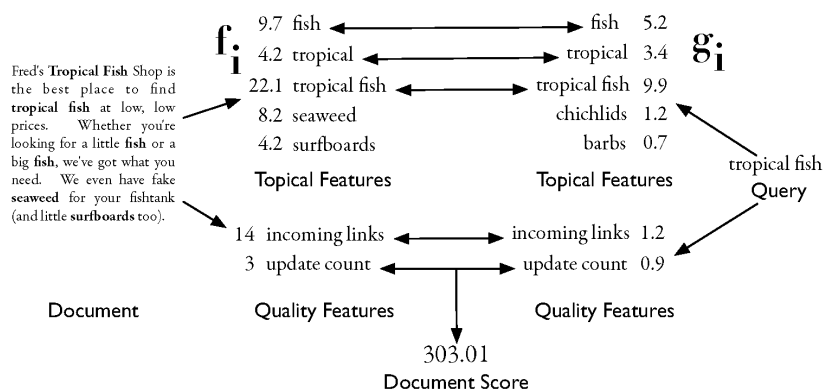 f i
9.7 fish
4.2 tropical
22.1 tropical fish
8.2 seaweed
4.2 surfboards
Topical Features
fish 5.2
tropical 3.4
tropical fish 9.9
chichlids 1.2
barbs 0.7
Topical Features
g i
Fred's Tropical Fish Shop is
the best place to find
tropical fish at low, low
prices. Whether you're
looking for a little fish or a
big fish, we've got what you
need. We even have fake
seaweed for your fishtank
(and little surfboards too).
tropical fish
Query
14 incoming links
3 update count
incoming links 1.2
update count 0.9
Document
Quality Features
Quality Features
303.01
Document Score